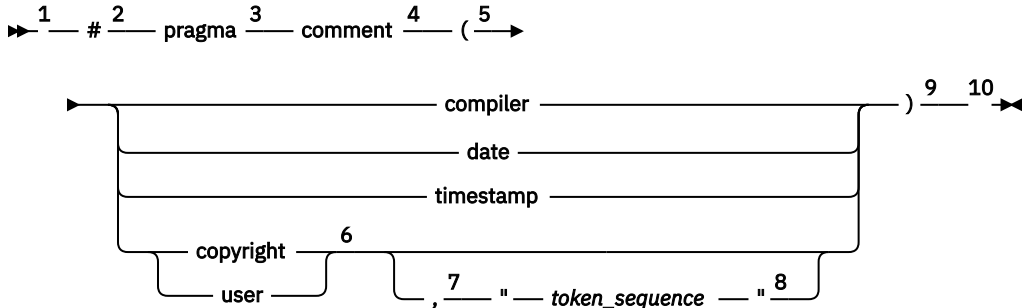 1 # 2 pragma 3 comment 4 ( 5
compiler ) 9 10
date
timestamp
copyright 6
user , 7 " token_sequence " 8